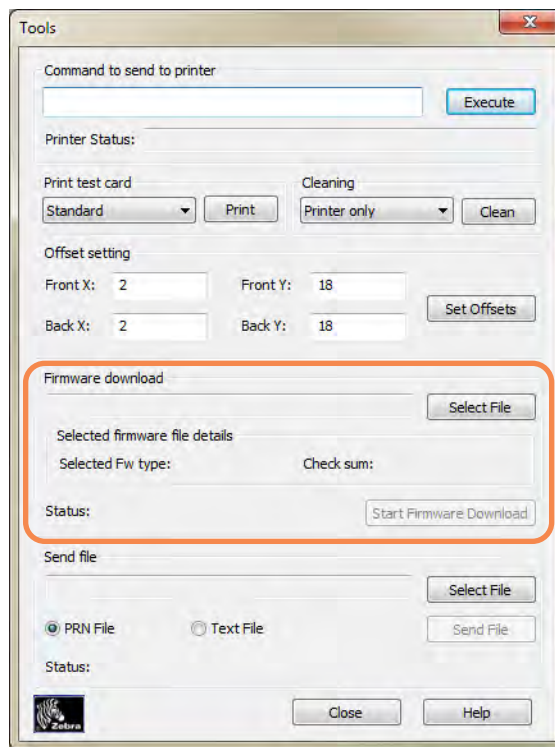 Tools
Command to send to printer
Execute
Printer Status:
Print test card
Cleaning
Standard
Print
Printer only
Clean
Offset setting
Front X: 2 Front Y: 18
Set Offsets
Back X: 2 Back Y: 18
Firmware download
Select File
Selected firmware file details
Selected Fw type: Check sum:
Status:
Start Firmware Download
Send file
Select File
PRN File Text File
Send File
Status:
Zebra
Close
Help